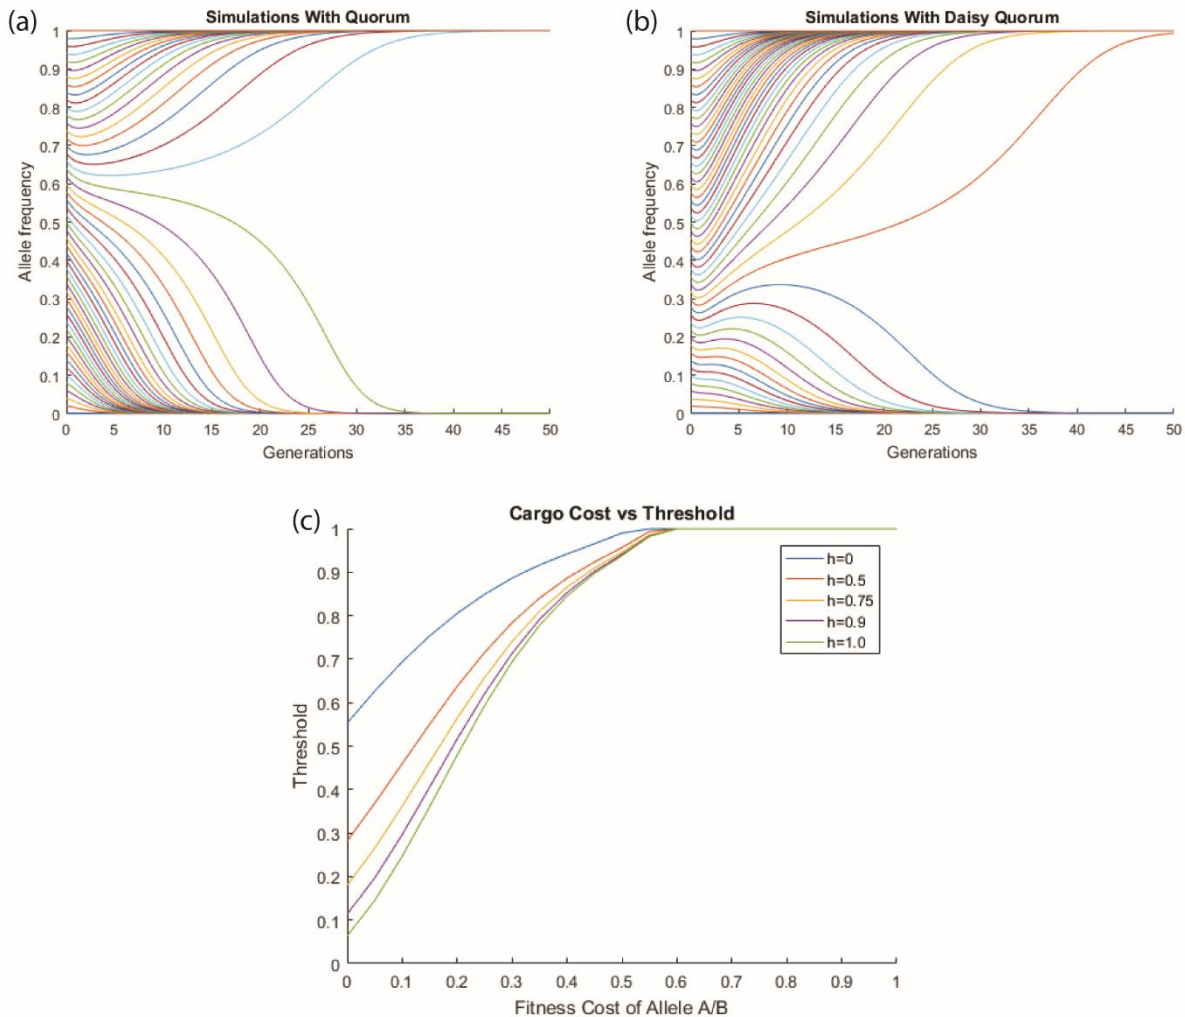 (a)
Simulations With Quorum
1
0.9
0.8
0.7
0.6
0.5
0.4
0.3
0.2
0.1
0
Allele frequency
0 5 10 15 20 25 30 35 40 45 50
Generations
(b)
Simulations With Daisy Quorum
1
0.9
0.8
0.7
0.6
0.5
0.4
0.3
0.2
0.1
0
Allele frequency
0 5 10 15 20 25 30 35 40 45 50
Generations
(c)
Cargo Cost vs Threshold
1
0.9
0.8
0.7
0.6
0.5
0.4
0.3
0.2
0.1
0
Threshold
h=0
h=0.5
h=0.75
h=0.9
h=1.0
0 0.1 0.2 0.3 0.4 0.5 0.6 0.7 0.8 0.9 1
Fitness Cost of Allele A/B